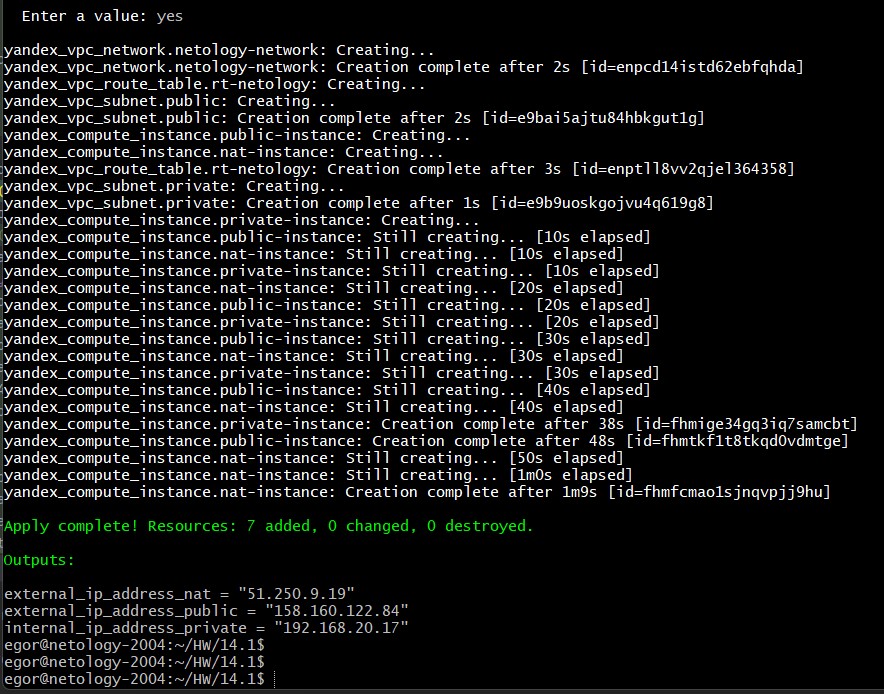 Enter a value: yes
yandex_vpc_network.netology-network: Creating...
yandex_vpc_network.netology-network: Creation complete after 2s [id=enpcd14istd62ebfqhda]
yandex_vpc_route_table.rt-netology: Creating...
yandex_vpc_subnet.public: Creating...
yandex_vpc_subnet.public: Creation complete after 2s [id=e9bai5ajtu84hbkgut1g]
yandex_compute_instance.public-instance: Creating...
yandex_compute_instance.nat-instance: Creating...
yandex_vpc_route_table.rt-netology: Creation complete after 3s [id=enptll8vv2qjel364358]
yandex_vpc_subnet.private: Creating...
yandex_vpc_subnet.private: Creation complete after 1s [id=e9b9uoskgojvu4q619g8]
yandex_compute_instance.private-instance: Creating...
yandex_compute_instance.public-instance: Still creating... [10s elapsed]
yandex_compute_instance.nat-instance: Still creating... [10s elapsed]
yandex_compute_instance.private-instance: Still creating... [10s elapsed]
yandex_compute_instance.nat-instance: Still creating... [20s elapsed]
yandex_compute_instance.public-instance: Still creating... [20s elapsed]
yandex_compute_instance.private-instance: Still creating... [20s elapsed]
yandex_compute_instance.public-instance: Still creating... [30s elapsed]
yandex_compute_instance.nat-instance: Still creating... [30s elapsed]
yandex_compute_instance.private-instance: Still creating... [30s elapsed]
yandex_compute_instance.public-instance: Still creating... [40s elapsed]
yandex_compute_instance.nat-instance: Still creating... [40s elapsed]
yandex_compute_instance.private-instance: Creation complete after 38s [id=fhmige34gq3iq7samcbt]
yandex_compute_instance.public-instance: Creation complete after 48s [id=fhmtkf1t8tkqd0vdmtge]
yandex_compute_instance.nat-instance: Still creating... [50s elapsed]
yandex_compute_instance.nat-instance: Still creating... [1m0s elapsed]
yandex_compute_instance.nat-instance: Creation complete after 1m9s [id=fhmfcmao1sjnqvpjj9hu]
Apply complete! Resources: 7 added, 0 changed, 0 destroyed.
Outputs:
external_ip_address_nat = "51.250.9.19"
external_ip_address_public = "158.160.122.84"
internal_ip_address_private = "192.168.20.17"
egor@netology-2004:~/HW/14.1$
egor@netology-2004:~/HW/14.1$
egor@netology-2004:~/HW/14.1$